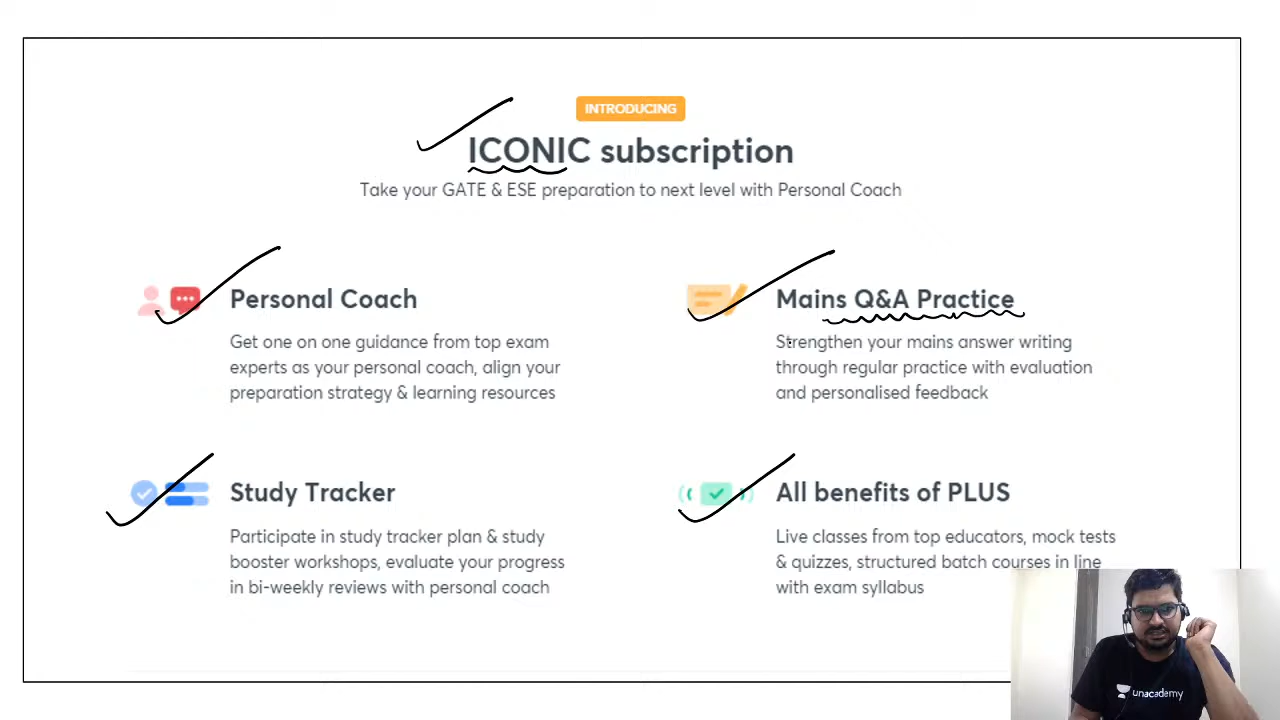 INTRODUCING
ICONIC subscription
Take your GATE & ESE preparation to next level with Personal Coach
Personal Coach
Get one on one guidance from top exam
experts as your personal coach, align your
preparation strategy & learning resources
Mains Q&A Practice
Strengthen your mains answer writing
through regular practice with evaluation
and personalised feedback
Study Tracker
Participate in study tracker plan & study
booster workshops, evaluate your progress
in bi-weekly reviews with personal coach
All benefits of PLUS
Live classes from top educators, mock tests
& quizzes, structured batch courses in line
with exam syllabus
unacademy